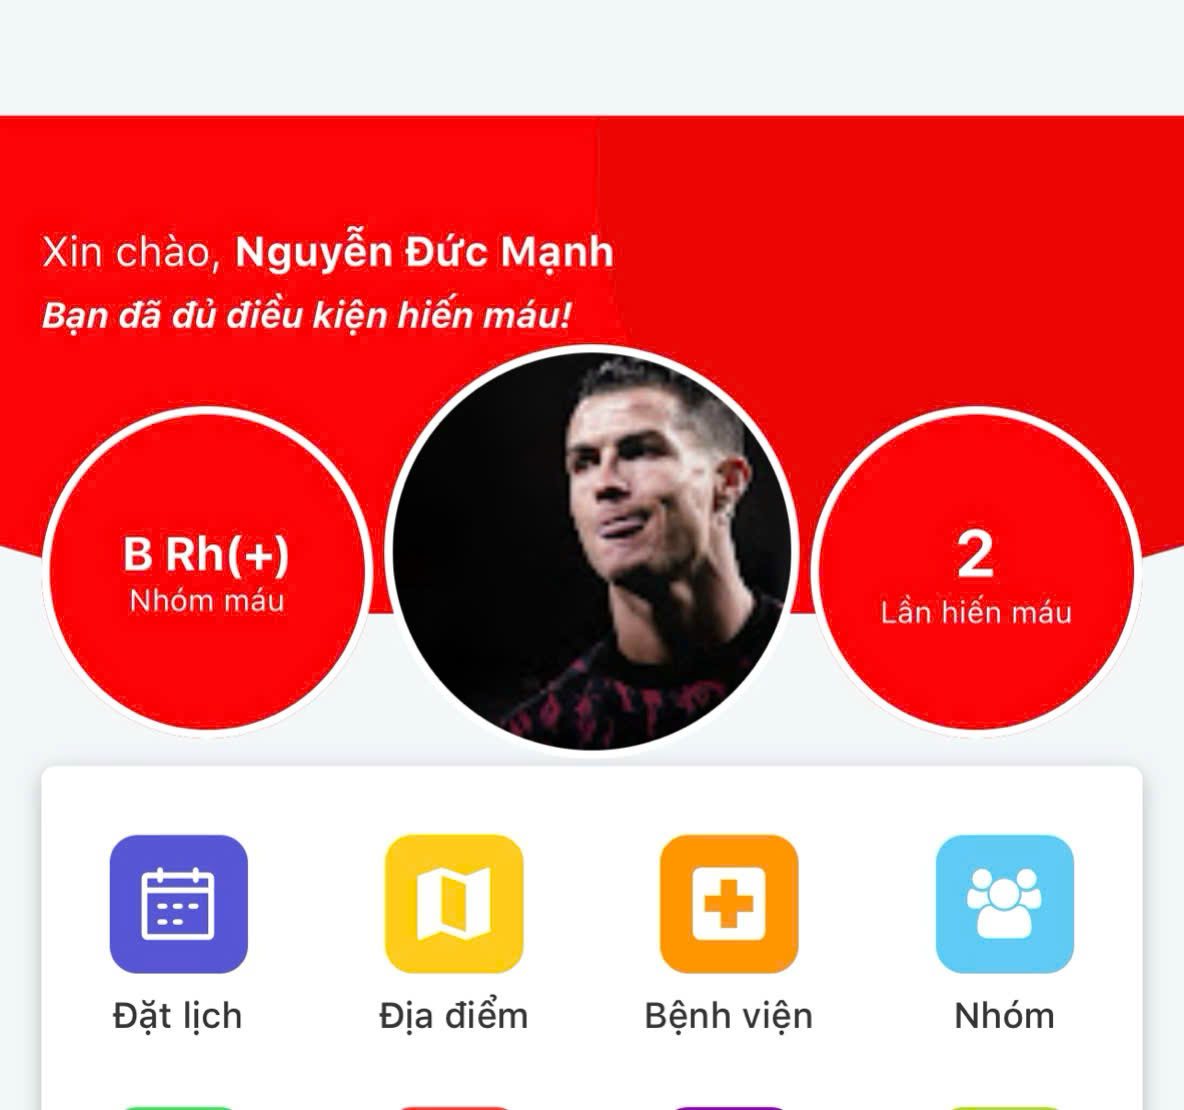 Xin chào, Nguyễn Đức Mạnh
Bạn đã đủ điều kiện hiến máu!
B Rh(+)
Nhóm máu
2
Lần hiến máu
Đặt lịch
Địa điểm
Bệnh viện
Nhóm